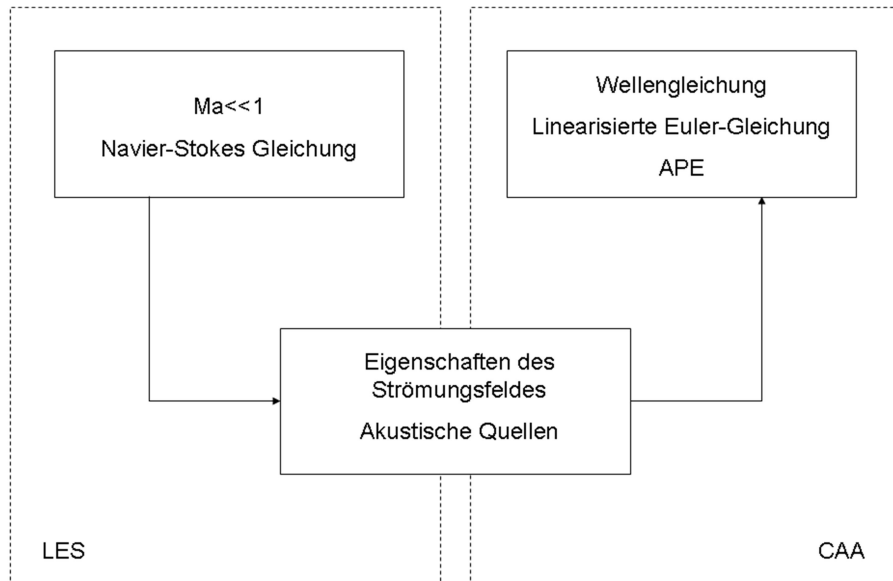 Ma<<1
Navier-Stokes Gleichung
Wellengleichung
Linearisierte Euler-Gleichung
APE
Eigenschaften des
Strömungsfeldes
Akustische Quellen
LES
CAA